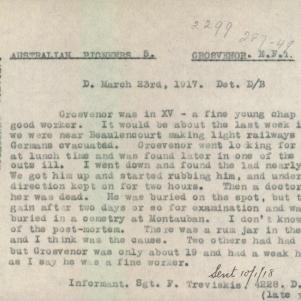 2299 287-49
AUSTRALIAN PIONEERS 5. GROSVENOR. M.F.A.
D. March 23rd, 1917. Det. D/B
Grosvenor was in XV - a fine young chap
good worker. It would be about the last week i
we were near Beaulencourt making light railways
Germans evacuated. Grosvenor went looking for
at lunch time and was found later in one of the
outs ill. I went down and found the lad nearly
We got him up and started rubbing him, and under
direction kept on for two hours. Then a doctor
her was dead. He was buried on the spot, but t
gain after two days or so for examination and w
buried in a cemetry at Montauban. I don't know
of the post-mortem. There was a rum jar in the
and I think was the cause. Two others had had
but Grosvenor was only about 19 and had a weak h
as I say he was a fine worker.
Sent 10/1/18
Informant. Sgt. F. Treviskis 4228. D.
(late